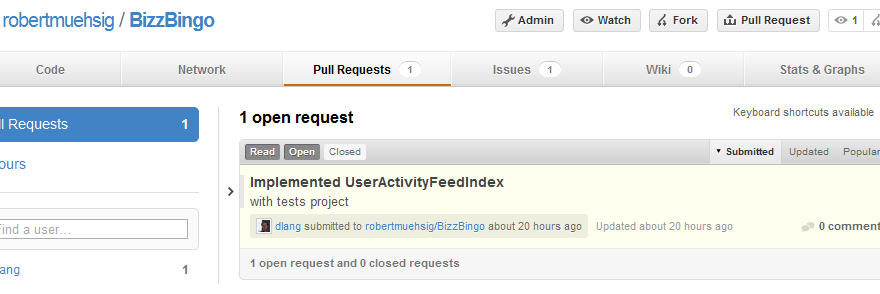 robertmuehsig / BizzBingo
Admin Watch Fork Pull Request 1
Code Network Pull Requests 1 Issues 1 Wiki 0 Stats & Graphs
ll Requests 1
ours
Find a user...
ang 1
1 open request
Keyboard shortcuts available
Read Open Closed
Submitted Updated Popular
Implemented UserActivityFeedIndex
with tests project
dlang submitted to robertmuehsig/BizzBingo about 20 hours ago Updated about 20 hours ago 0 comment
1 open request and 0 closed requests